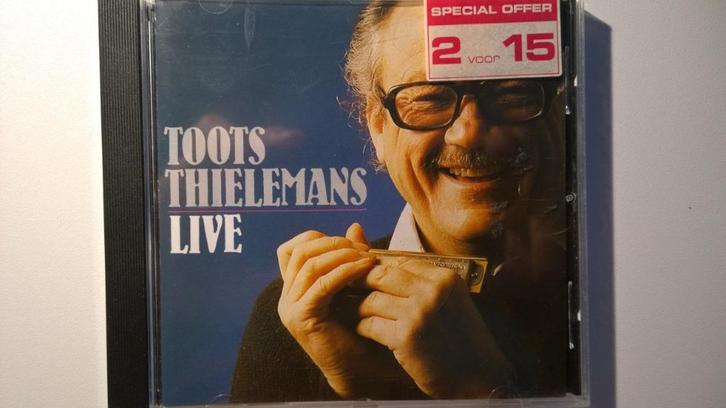 SPECIAL OFFER
2 voor 15
TOOTS
THIELEMANS
LIVE